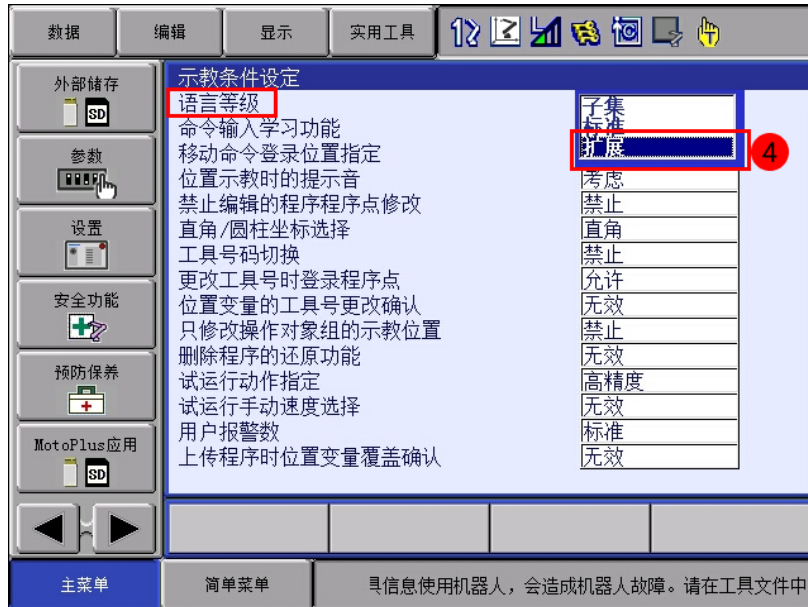 数据
编辑
显示
实用工具
外部储存
SD
参数
设置
安全功能
预防保养
MotoPlus应用
SD
示教条件设定
语言等级
子集
标准
扩展
4
命令输入学习功能
移动命令登录位置指定
位置示教时的提示音 考虑
禁止编辑的程序程序点修改 禁止
直角/圆柱坐标选择 直角
工具号码切换 禁止
更改工具号时登录程序点 允许
位置变量的工具号更改确认 无效
只修改操作对象组的示教位置 禁止
删除程序的还原功能 无效
试运行动作指定 高精度
试运行手动速度选择 无效
用户报警数 标准
上传程序时位置变量覆盖确认 无效
主菜单
简单菜单
具信息使用机器人，会造成机器人故障。请在工具文件中